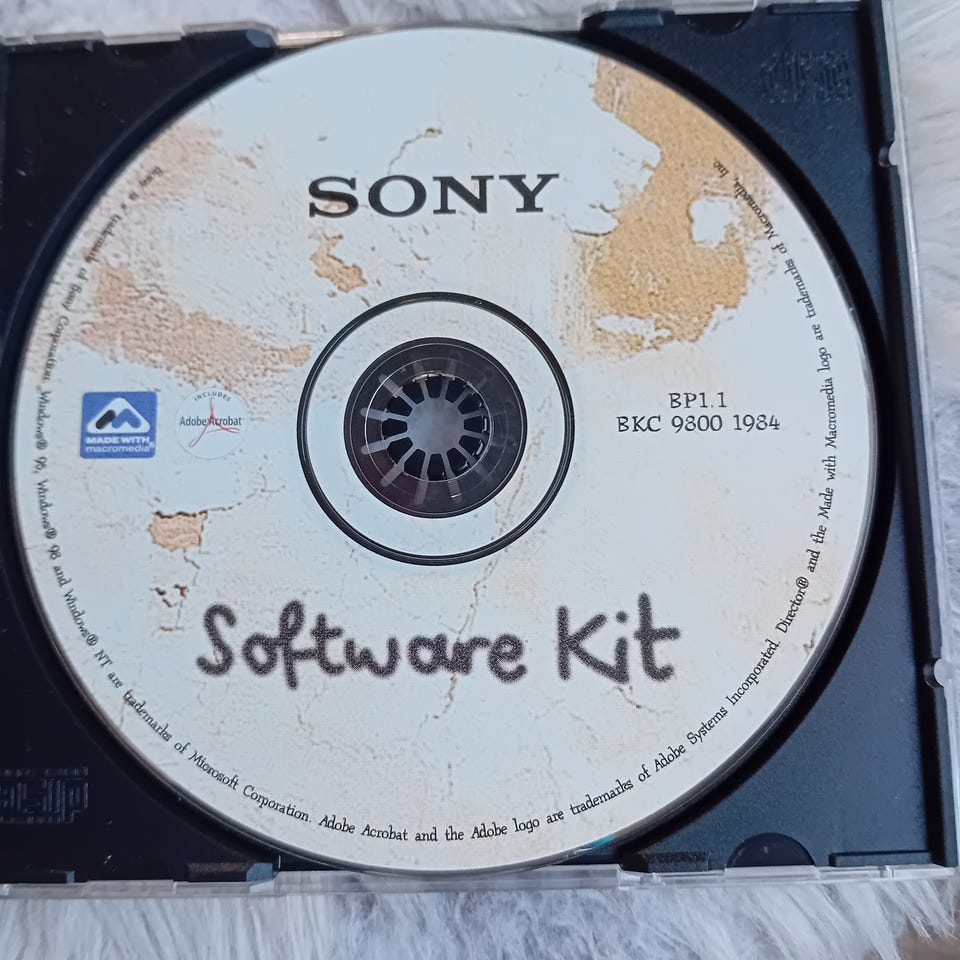 SONY
BP1.1
BKC 9800 1984
MADE WITH
macromedia®
INCLUDES
Adobe Acrobat™
Software Kit
Sony is a trademark of Sony Corporation. Windows® 95, Windows® 98 and Windows® NT are trademarks of Microsoft Corporation. Adobe Acrobat and the Adobe logo are trademarks of Adobe Systems Incorporated. Director® and the Made with Macromedia logo are trademarks of Macromedia, Inc.